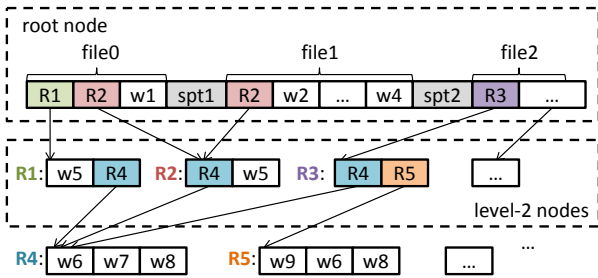 root node
file0 file1 file2
R1 R2 w1 spt1 R2 w2 ... w4 spt2 R3 ...
R1: w5 R4 R2: R4 w5 R3: R4 R5 ...
level-2 nodes
...
R4: w6 w7 w8 R5: w9 w6 w8 ...